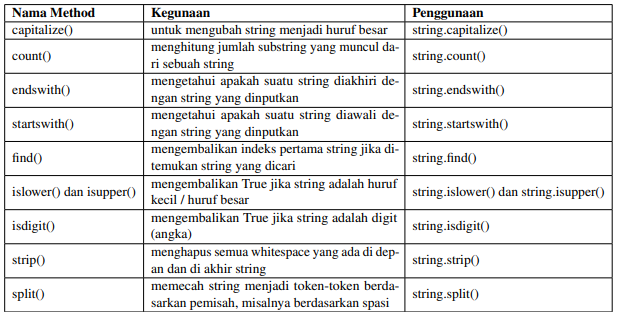 Nama Method Kegunaan Penggunaan
capitalize() untuk mengubah string menjadi huruf besar string.capitalize()
count() menghitung jumlah substring yang muncul da-
ri sebuah string string.count()
endswith() mengetahui apakah suatu string diakhiri de-
ngan string yang dinputkan string.endswith()
startswith() mengetahui apakah suatu string diawali de-
ngan string yang dinputkan string.startswith()
find() mengembalikan indeks pertama string jika di-
temukan string yang dicari string.find()
islower() dan isupper() mengembalikan True jika string adalah huruf
kecil / huruf besar string.islower() dan string.isupper()
isdigit() mengembalikan True jika string adalah digit
(angka) string.isdigit()
strip() menghapus semua whitespace yang ada di dep-
an dan di akhir string string.strip()
split() memecah string menjadi token-token berda-
sarkan pemisah, misalnya berdasarkan spasi string.split()